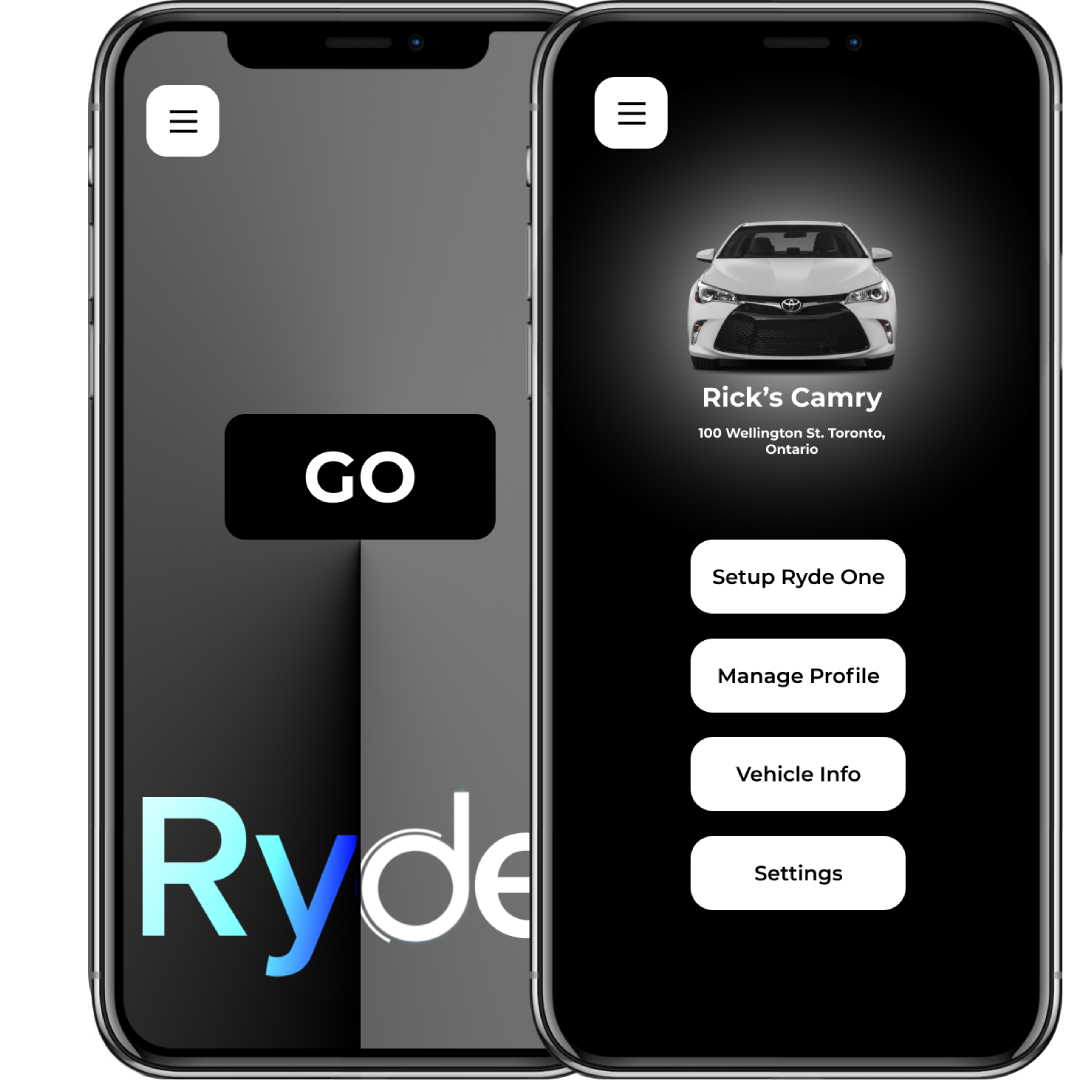 GO
Ryde
Rick's Camry
100 Wellington St. Toronto,
Ontario
Setup Ryde One
Manage Profile
Vehicle Info
Settings